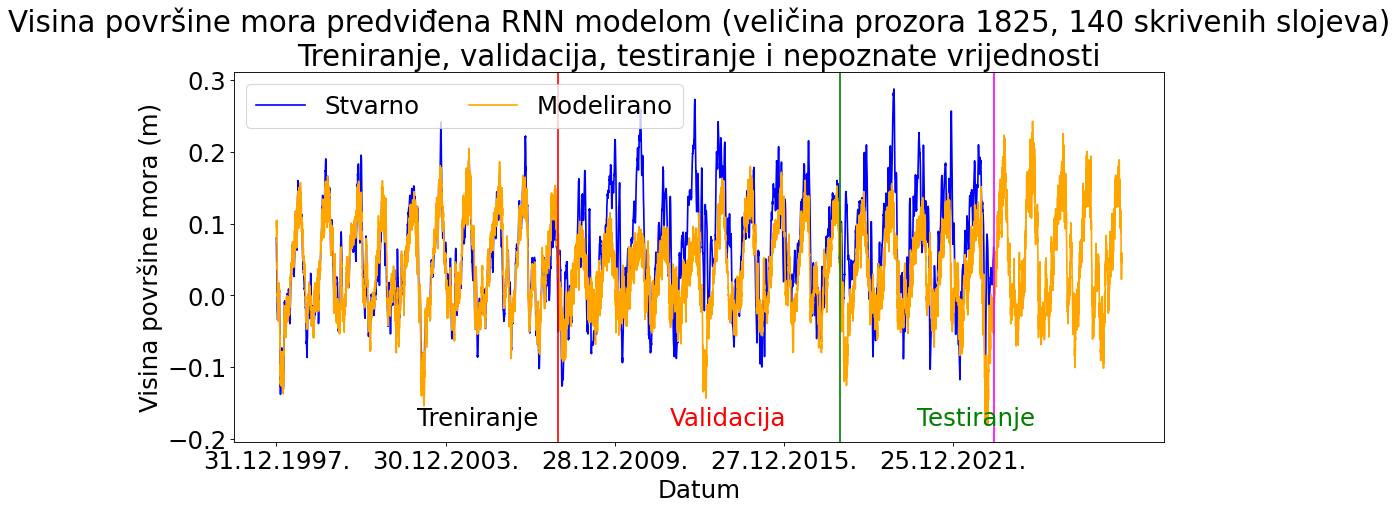 Visina površine mora predviđena RNN modelom (veličina prozora 1825, 140 skrivenih slojeva)
Treniranje, validacija, testiranje i nepoznate vrijednosti
Stvarno Modelirano
Visina površine mora (m)
0.3
0.2
0.1
0.0
−0.1
−0.2
Treniranje Validacija Testiranje
31.12.1997. 30.12.2003. 28.12.2009. 27.12.2015. 25.12.2021.
Datum